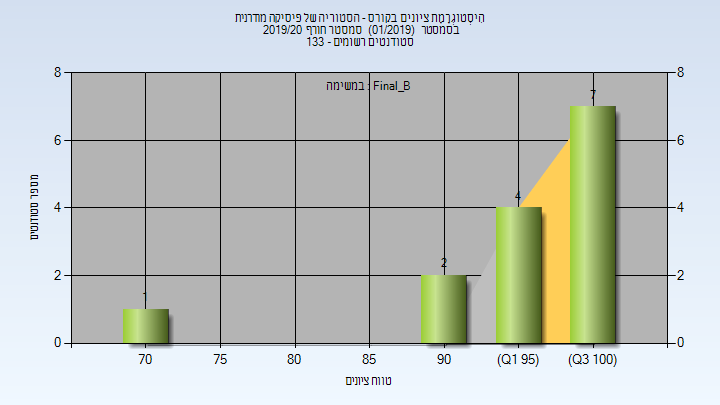 היסטוגרמת ציונים בקורס - הסטוריה של פיסיקה מודרנית
בסמסטר (01/2019) סמסטר חורף 2019/20
סטודנטים רשומים - 133
במשימה : Final_B
8 8
7
6 6
מספר סטודנטים
4 4
4
2 2
2
1
0 0
70 75 80 85 90 (Q1 95) (Q3 100)
טווח ציונים